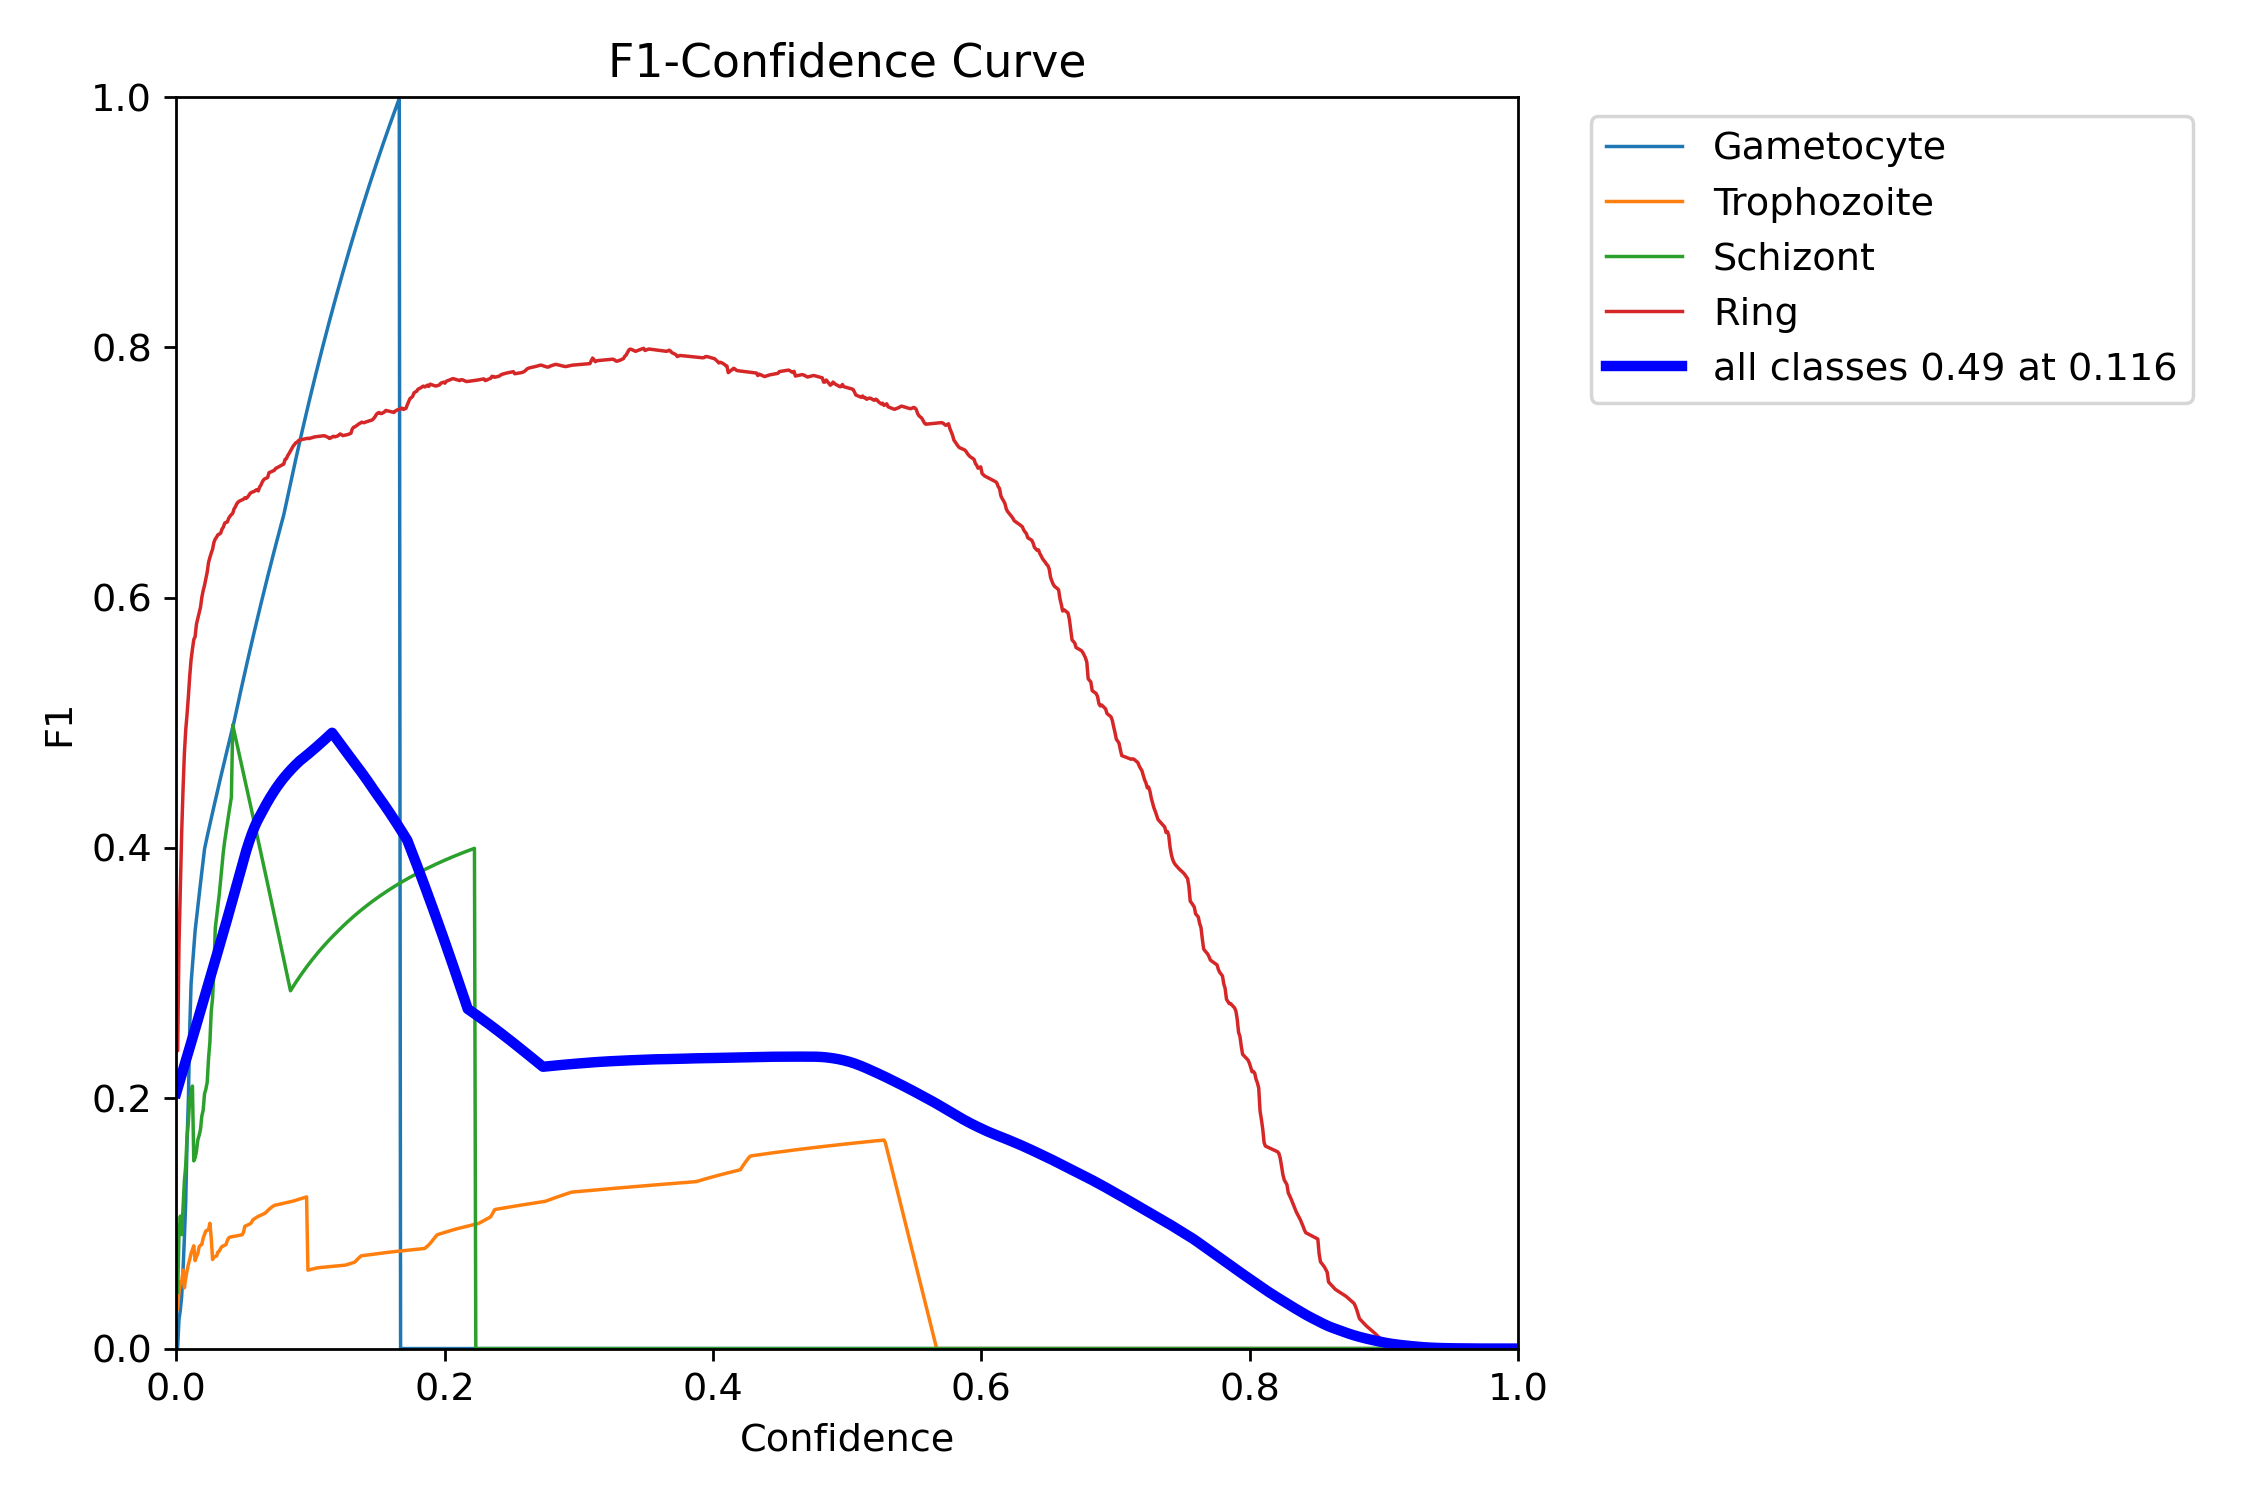 F1-Confidence Curve
F1
1.0
0.8
0.6
0.4
0.2
0.0
0.0 0.2 0.4 0.6 0.8 1.0
Confidence
Gametocyte
Trophozoite
Schizont
Ring
all classes 0.49 at 0.116